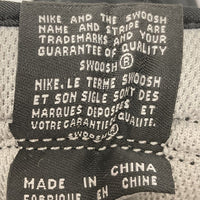 NIKE AND THE SWOOSH
NAME AND STRIPE ARE
TRADEMARKS AND YOUR
GUARANTEE OF QUALITY
SWOOSH®
NIKE. LE TERME SWOOSH
ET SON SIGLE SONT DES
MARQUES DEPOSEES ET
VOTRE GARANTIE DE QUALITE.
SWOOSH®
MADE IN CHINA
FABRIQUE EN CHINE